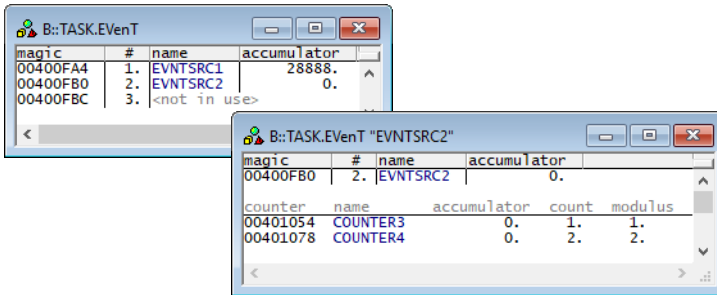 B::TASK.EVenT
magic # name accumulator
00400FA4 1. EVNTSRC1 28888.
00400FB0 2. EVNTSRC2 0.
00400FBC 3. <not in use>
B::TASK.EVenT "EVNTSRC2"
magic # name accumulator
00400FB0 2. EVNTSRC2 0.
counter name accumulator count modulus
00401054 COUNTER3 0. 1. 1.
00401078 COUNTER4 0. 2. 2.